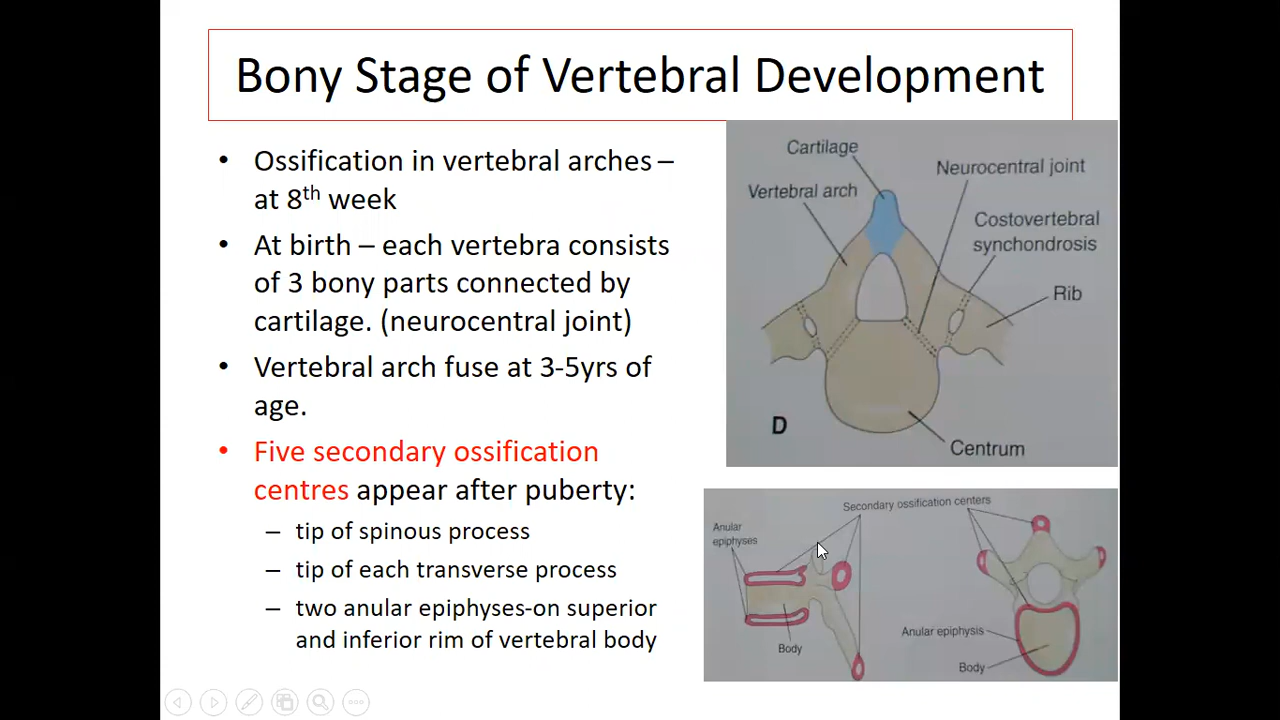 Bony Stage of Vertebral Development
• Ossification in vertebral arches –
at 8th week
• At birth – each vertebra consists
of 3 bony parts connected by
cartilage. (neurocentral joint)
• Vertebral arch fuse at 3-5yrs of
age.
• Five secondary ossification
centres appear after puberty:
– tip of spinous process
– tip of each transverse process
– two anular epiphyses-on superior
and inferior rim of vertebral body
Cartilage
Neurocentral joint
Vertebral arch
Costovertebral
synchondrosis
Rib
D
Centrum
Secondary ossification centers
Anular
epiphyses
Anular epiphysis
Body
Body